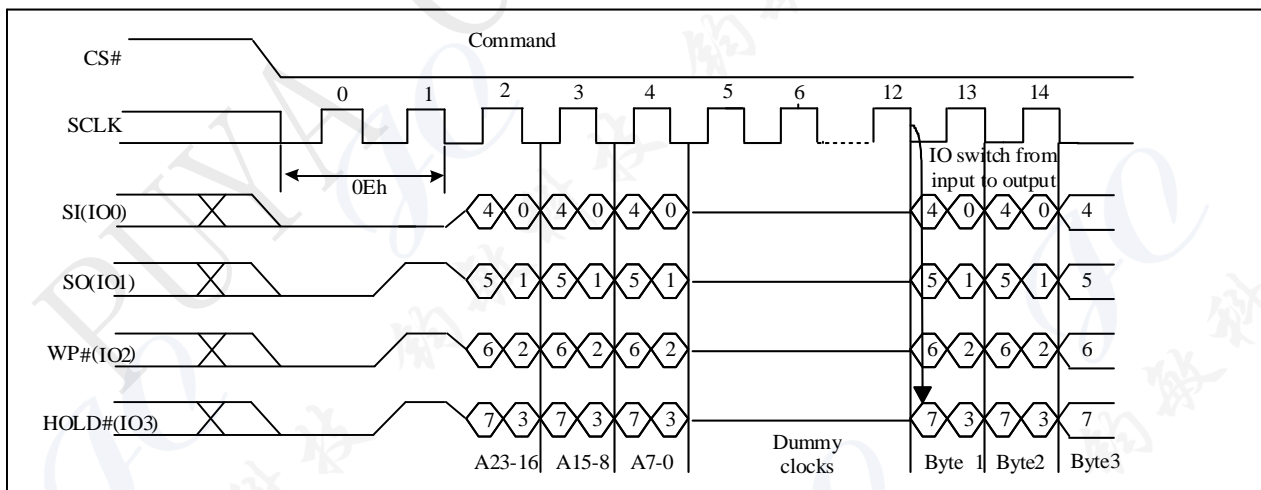 Command
CS#
0 1 2 3 4 5 6 12 13 14
SCLK
IO switch from
input to output
0Eh
SI(IO0) 4 0 4 0 4 0 4 0 4 0 4
SO(IO1) 5 1 5 1 5 1 5 1 5 1 5
WP#(IO2) 6 2 6 2 6 2 6 2 6 2 6
HOLD#(IO3) 7 3 7 3 7 3 7 3 7 3 7
A23-16 A15-8 A7-0 Dummy
clocks Byte 1 Byte2 Byte3
PUYA